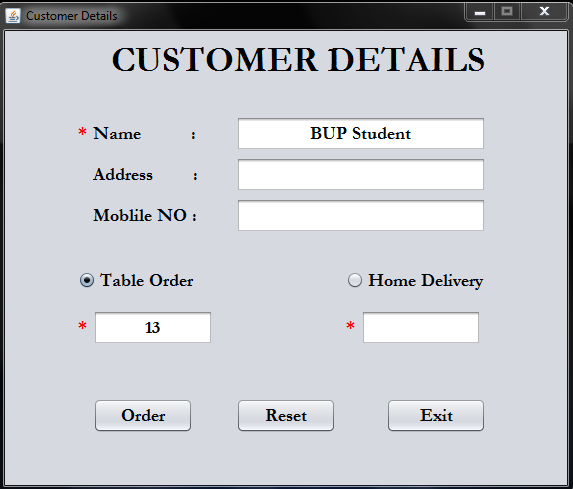 Customer Details
CUSTOMER DETAILS
* Name : BUP Student
Address :
Moblile NO :
Table Order Home Delivery
* 13 *
Order Reset Exit